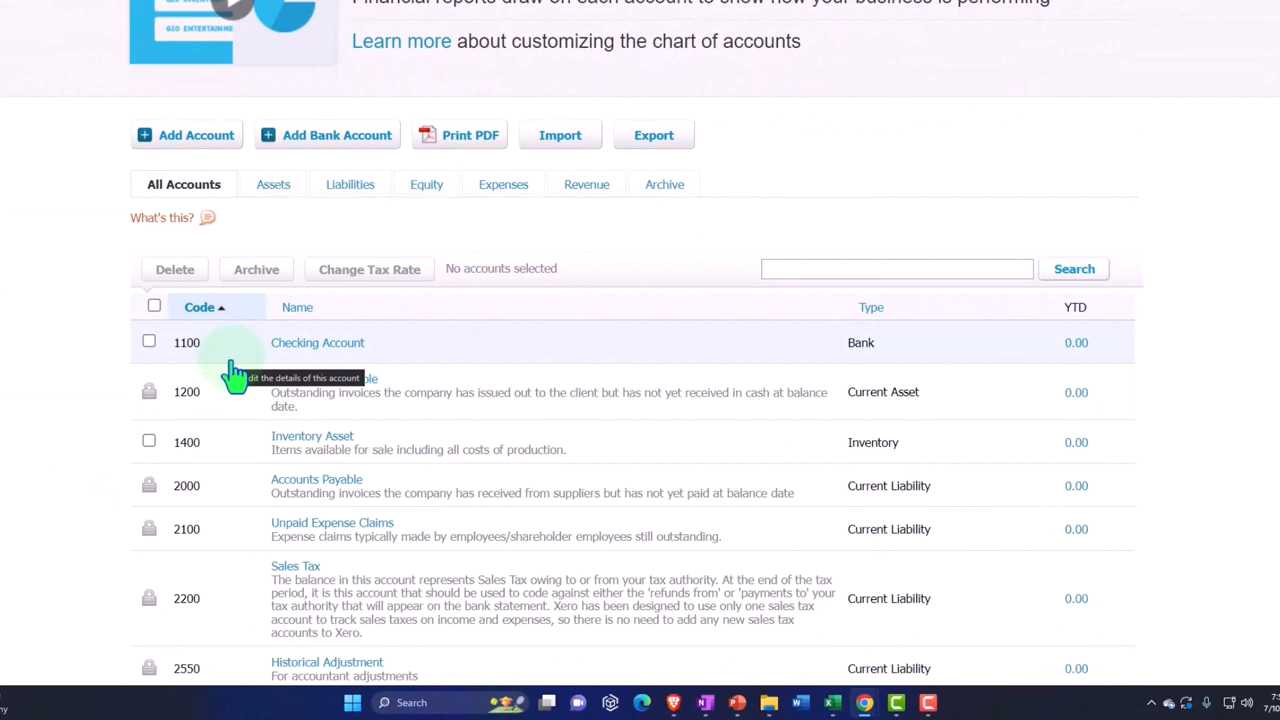 Financial reports draw on each account to show how your business is performing
Learn more about customizing the chart of accounts
610 ENTERTAINME
Add Account
Add Bank Account
Print PDF
Import
Export
All Accounts
Assets
Liabilities
Equity
Expenses
Revenue
Archive
What's this?
Delete
Archive
Change Tax Rate
No accounts selected
Search
Code
Name
Type
YTD
1100
Checking Account
Bank
0.00
dit the details of this account
1200
Outstanding invoices the company has issued out to the client but has not yet received in cash at balance
date.
Current Asset
0.00
1400
Inventory Asset
Items available for sale including all costs of production.
Inventory
0.00
2000
Accounts Payable
Outstanding invoices the company has received from suppliers but has not yet paid at balance date
Current Liability
0.00
2100
Unpaid Expense Claims
Expense claims typically made by employees/shareholder employees still outstanding.
Current Liability
0.00
2200
Sales Tax
The balance in this account represents Sales Tax owing to or from your tax authority. At the end of the tax
period, it is this account that should be used to code against either the 'refunds from' or 'payments to' your
tax authority that will appear on the bank statement. Xero has been designed to use only one sales tax
account to track sales taxes on income and expenses, so there is no need to add any new sales tax
accounts to Xero.
Current Liability
0.00
2550
Historical Adjustment
For accountant adjustments
Current Liability
0.00
Search